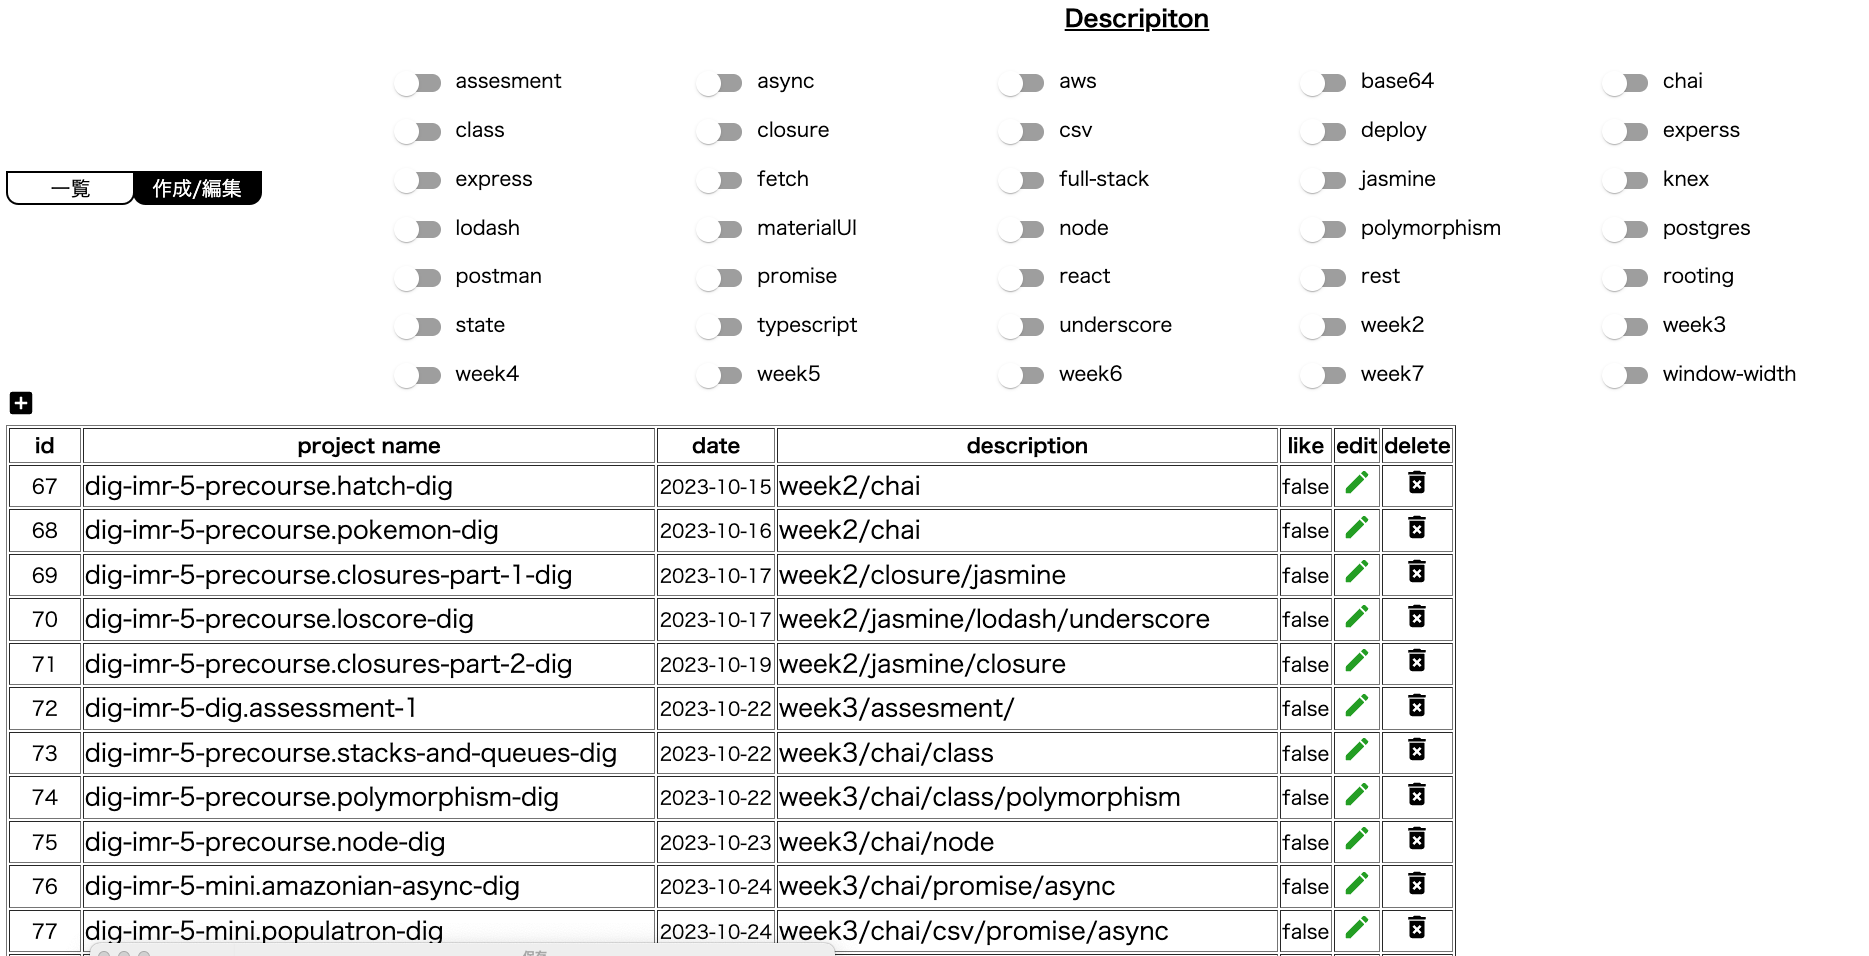 Descripiton
assesment async aws base64 chai
class closure csv deploy experss
express fetch full-stack jasmine knex
一覧 作成/編集
lodash materialUI node polymorphism postgres
postman promise react rest rooting
state typescript underscore week2 week3
week4 week5 week6 week7 window-width
id project name date description like edit delete
67 dig-imr-5-precourse.hatch-dig 2023-10-15 week2/chai false
68 dig-imr-5-precourse.pokemon-dig 2023-10-16 week2/chai false
69 dig-imr-5-precourse.closures-part-1-dig 2023-10-17 week2/closure/jasmine false
70 dig-imr-5-precourse.loscore-dig 2023-10-17 week2/jasmine/lodash/underscore false
71 dig-imr-5-precourse.closures-part-2-dig 2023-10-19 week2/jasmine/closure false
72 dig-imr-5-dig.assessment-1 2023-10-22 week3/assesment/ false
73 dig-imr-5-precourse.stacks-and-queues-dig 2023-10-22 week3/chai/class false
74 dig-imr-5-precourse.polymorphism-dig 2023-10-22 week3/chai/class/polymorphism false
75 dig-imr-5-precourse.node-dig 2023-10-23 week3/chai/node false
76 dig-imr-5-mini.amazonian-async-dig 2023-10-24 week3/chai/promise/async false
77 dig-imr-5-mini.populatron-dig 2023-10-24 week3/chai/csv/promise/async false